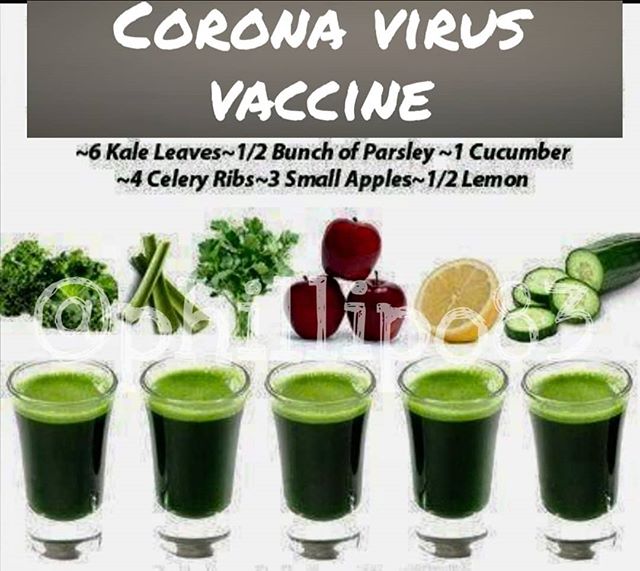 CORONA VIRUS
VACCINE
~6 Kale Leaves~1/2 Bunch of Parsley ~1 Cucumber
~4 Celery Ribs~3 Small Apples~1/2 Lemon
@phillipo83